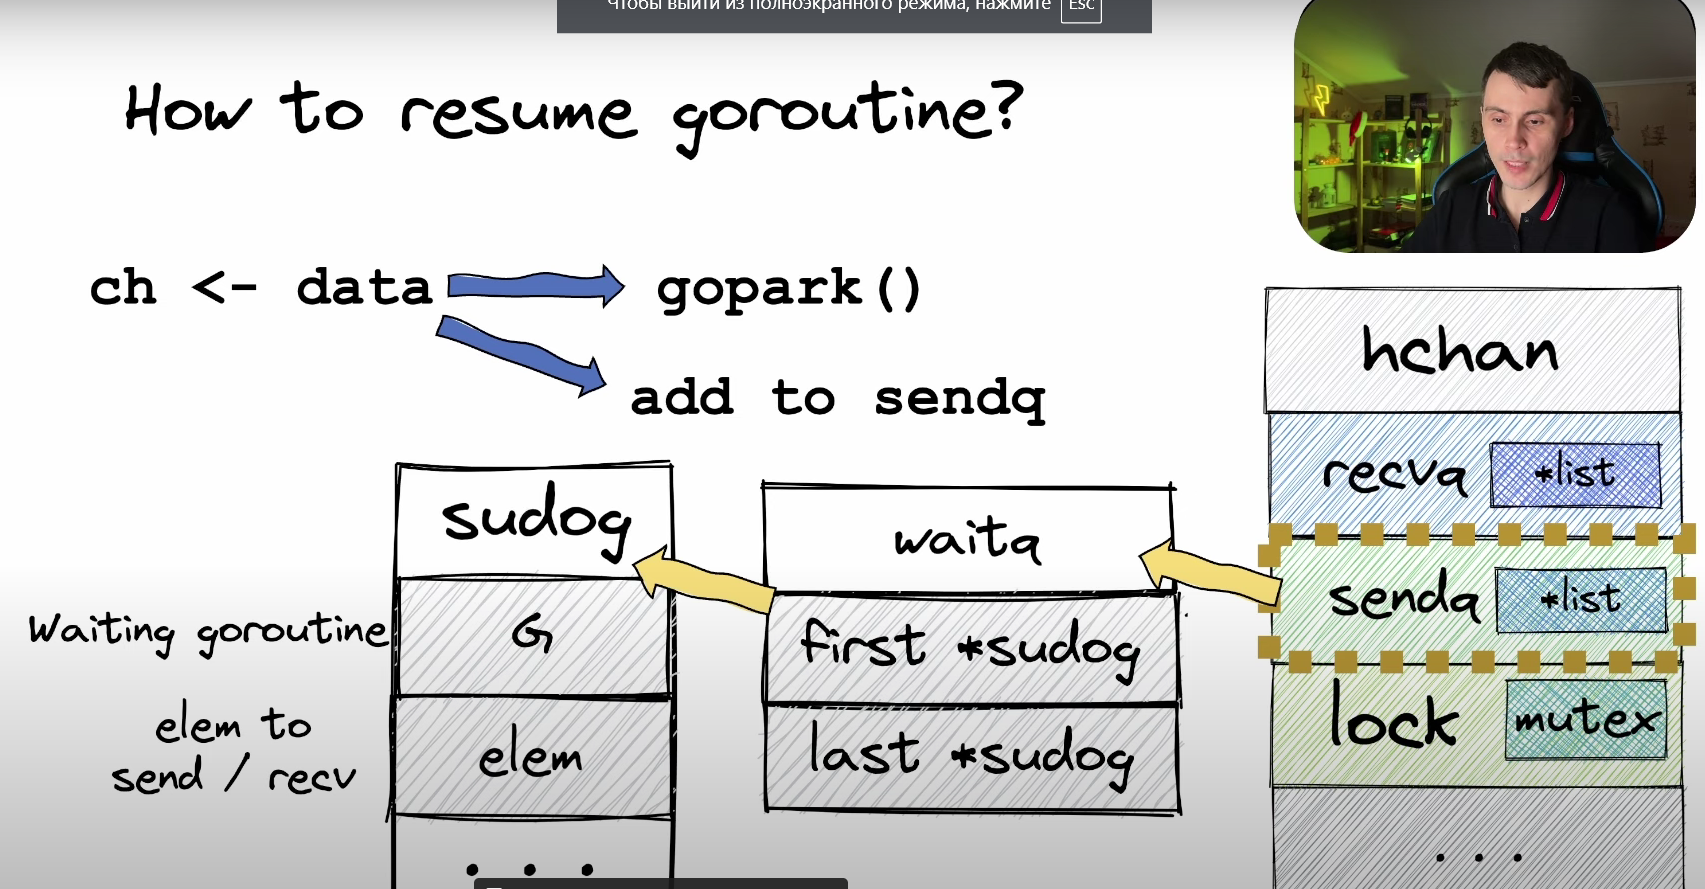 Чтобы выйти из полноэкранного режима, нажмите Esc
How to resume goroutine?
ch <- data
gopark()
add to sendq
hchan
recvq *list
sendq *list
lock mutex
. . .
waitq
first *sudog
last *sudog
sudog
Waiting goroutine
G
elem to
send / recv
elem
. . .